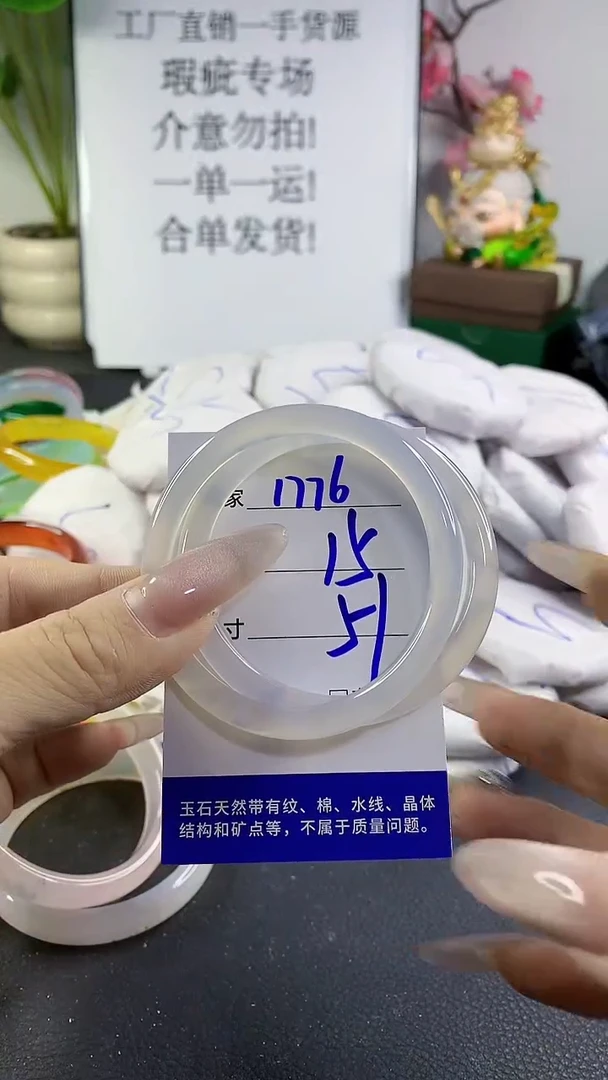 工厂直销一手货源
瑕疵专场
介意勿拍!
一单一运!
合单发货!
家 1776
15
寸 51
玉石天然带有纹、棉、水线、晶体
结构和矿点等，不属于质量问题。